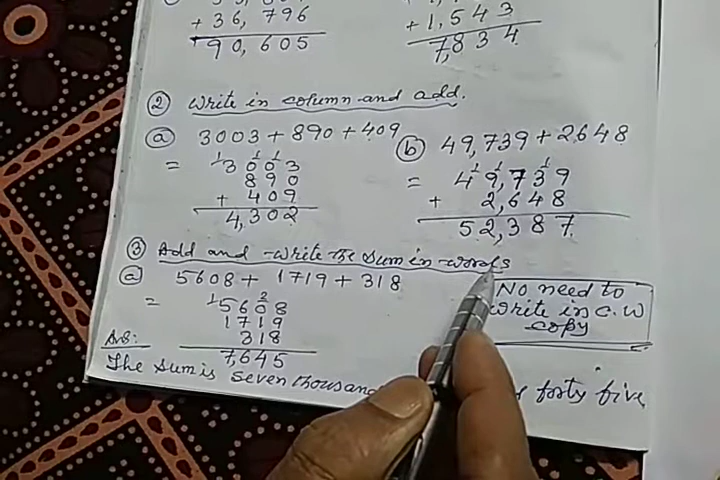 + 36,796
90,605
+1,543
7,834
② Write in column and add.
ⓐ 3003+890+409
= 3003
890
+ 409
4,302
ⓑ 49,739+2648
= 49,739
+ 2,648
52,387
③ Add and write the sum in words
ⓐ 5608+ 1719+318
= 5608
1719
318
7,645
No need to
write in C.W
copy
Ans:
The sum is seven thousand forty five